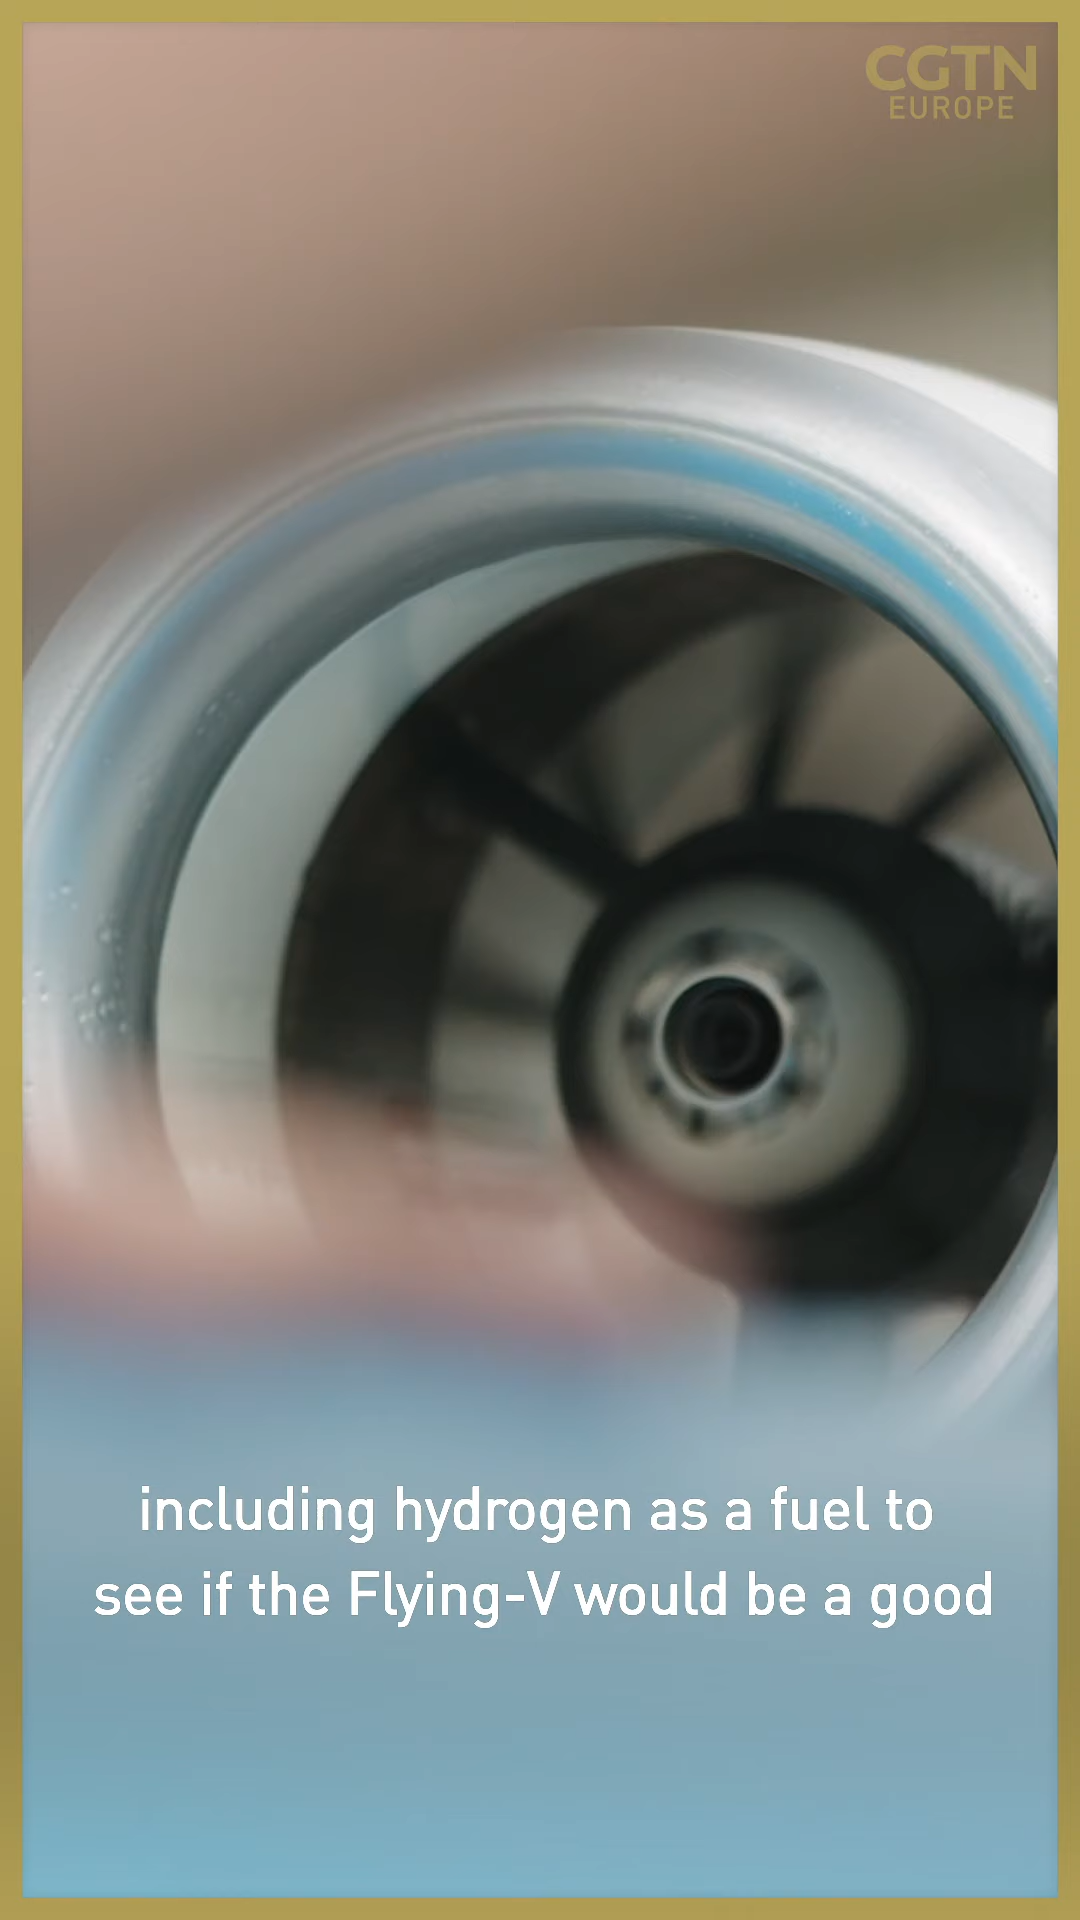 CGTN
EUROPE
including hydrogen as a fuel to
see if the Flying-V would be a good